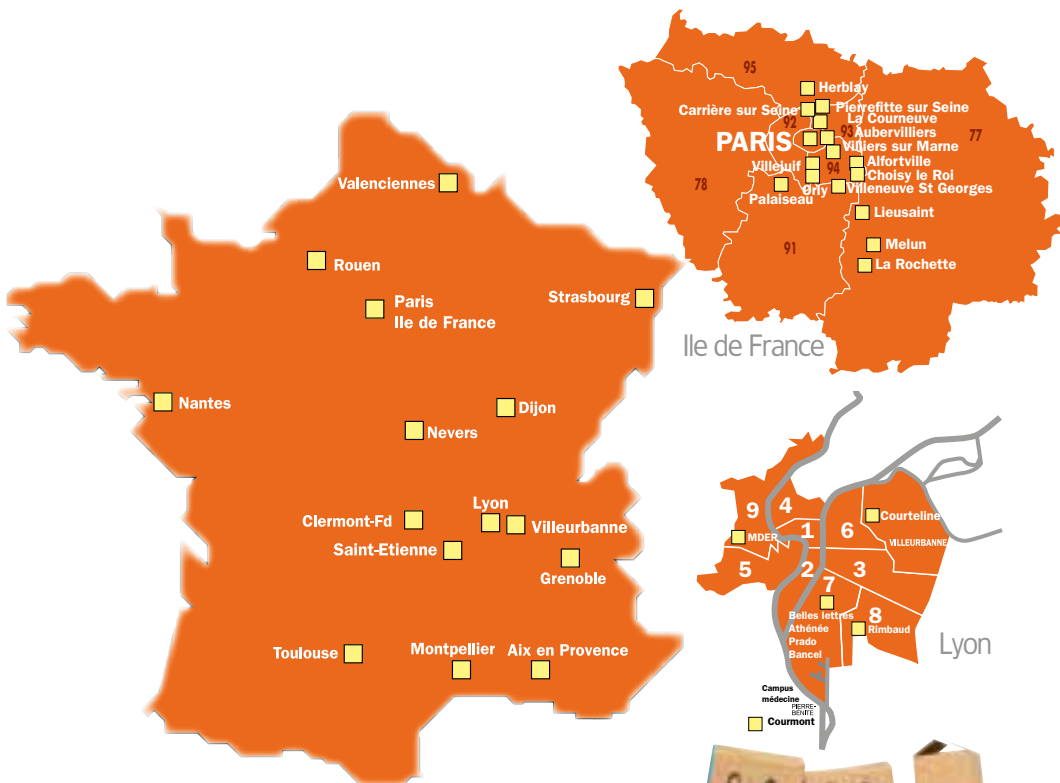 Valenciennes
Rouen
Paris
Ile de France
Strasbourg
Nantes
Dijon
Nevers
Clermont-Fd
Lyon
Villeurbanne
Saint-Etienne
Grenoble
Toulouse
Montpellier
Aix en Provence
95
Herblay
Carrière sur Seine
Pierrefitte sur Seine
92
La Courneuve
93
Aubervilliers
77
PARIS
Villiers sur Marne
Villejuif
94
Alfortville
78
Choisy le Roi
Orly
Villeneuve St Georges
Palaiseau
Lieusaint
91
Melun
La Rochette
Ile de France
9
4
1
6
Courteline
MDER
VILLEURBANNE
5
2
3
7
Belles lettres
Athénée
Prado
Bancel
8
Rimbaud
Lyon
Campus
médecine
PIERRE-
BÉNITE
Courmont